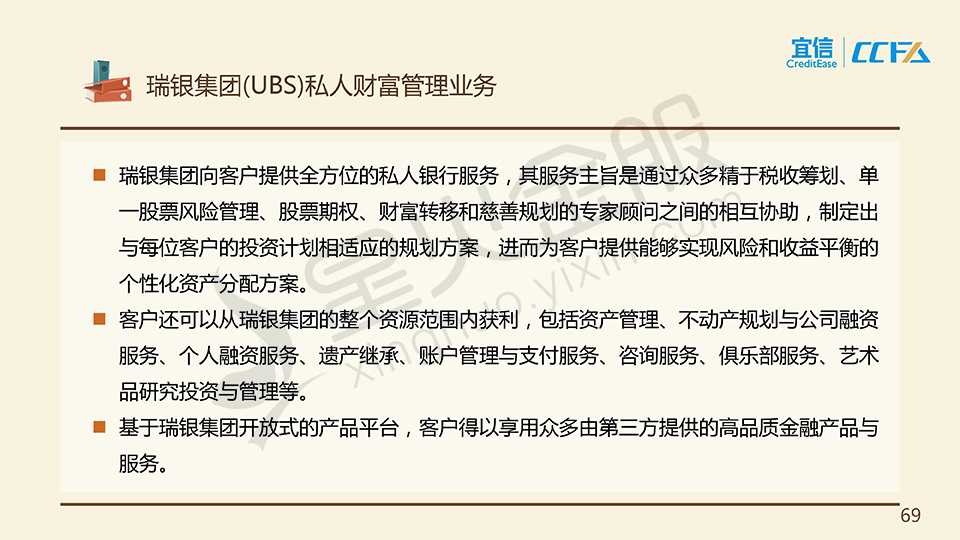 宜信
CreditEase
CCFA
瑞银集团(UBS)私人财富管理业务
瑞银集团向客户提供全方位的私人银行服务，其服务主旨是通过众多精于税收筹划、单
一股票风险管理、股票期权、财富转移和慈善规划的专家顾问之间的相互协助，制定出
与每位客户的投资计划相适应的规划方案，进而为客户提供能够实现风险和收益平衡的
个性化资产分配方案。
客户还可以从瑞银集团的整个资源范围内获利，包括资产管理、不动产规划与公司融资
服务、个人融资服务、遗产继承、账户管理与支付服务、咨询服务、俱乐部服务、艺术
品研究投资与管理等。
基于瑞银集团开放式的产品平台，客户得以享用众多由第三方提供的高品质金融产品与
服务。
星火金服
xinghuo.yixin.com
69